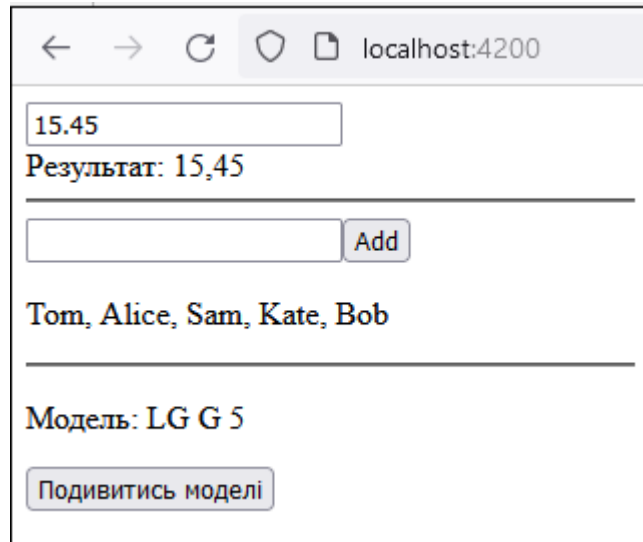 localhost:4200
15.45
Результат: 15,45
Add
Tom, Alice, Sam, Kate, Bob
Модель: LG G 5
Подивитись моделі